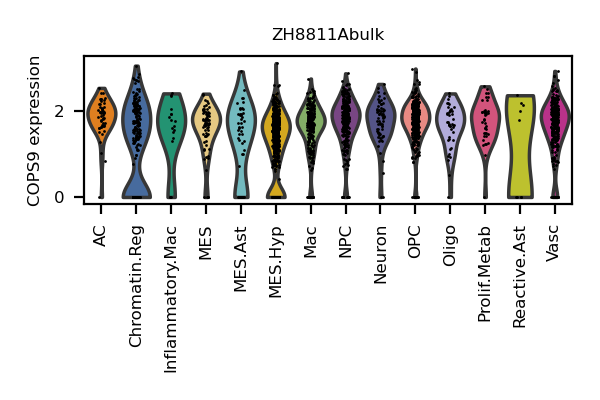 ZH8811Abulk
COPS9 expression
2
0
AC
Chromatin.Reg
Inflammatory.Mac
MES
MES.Ast
MES.Hyp
Mac
NPC
Neuron
OPC
Oligo
Prolif.Metab
Reactive.Ast
Vasc